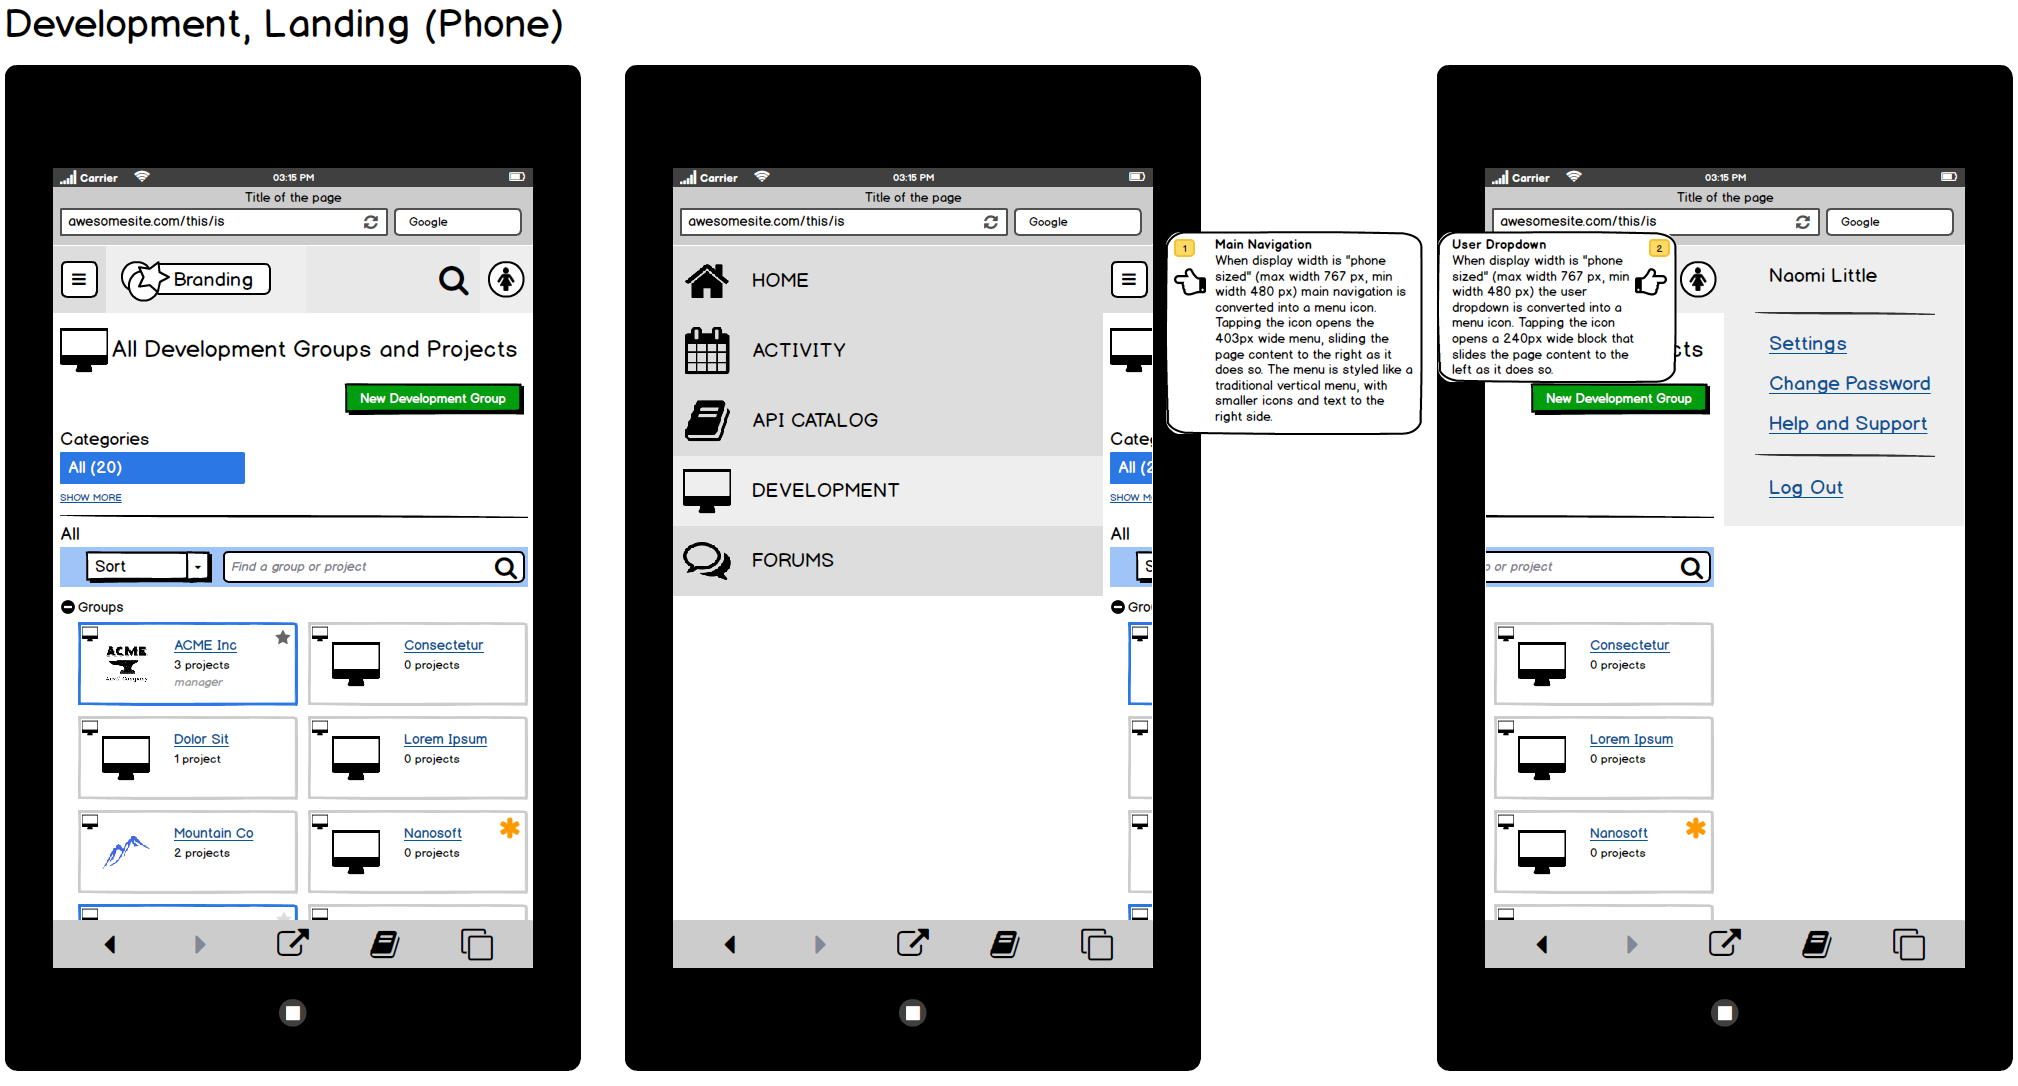 Development, Landing (Phone)
Carrier 03:15 PM
Title of the page
awesomesite.com/this/is Google
Branding
All Development Groups and Projects
New Development Group
Categories
All (20)
SHOW MORE
All
Sort Find a group or project
Groups
ACME
ACME Inc
3 projects
manager
Consectetur
0 projects
Dolor Sit
1 project
Lorem Ipsum
0 projects
Mountain Co
2 projects
Nanosoft
0 projects
Carrier 03:15 PM
Title of the page
awesomesite.com/this/is Google
HOME
ACTIVITY
API CATALOG
DEVELOPMENT
FORUMS
Categ
All (2
SHOW M
All
S
Grou
1
Main Navigation
When display width is "phone
sized" (max width 767 px, min
width 480 px) main navigation is
converted into a menu icon.
Tapping the icon opens the
403px wide menu, sliding the
page content to the right as it
does so. The menu is styled like a
traditional vertical menu, with
smaller icons and text to the
right side.
Carrier 03:15 PM
Title of the page
awesomesite.com/this/is Google
User Dropdown
2
When display width is "phone
sized" (max width 767 px, min
width 480 px) the user
dropdown is converted into a
menu icon. Tapping the icon
opens a 240px wide block that
slides the page content to the
left as it does so.
cts
New Development Group
Naomi Little
Settings
Change Password
Help and Support
Log Out
o or project
Consectetur
0 projects
Lorem Ipsum
0 projects
Nanosoft
0 projects